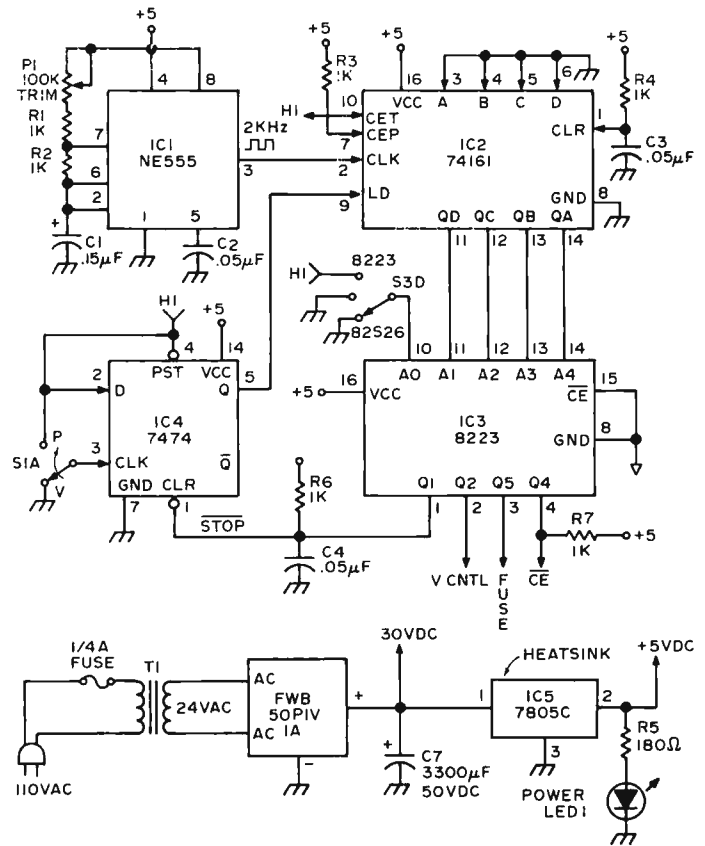 +5
P1
100K
TRIM
R1
1K
R2
1K
4
8
7
6
2
IC1
NE555
3
1
5
+
C1
.15μF
C2
.05μF
2KHz
+5
R3
1K
HI
10
7
2
9
+5
16
VCC
3
A
4
B
5
C
6
D
CET
CEP
CLK
LD
IC2
74161
CLR
1
GND
8
QD
QC
QB
QA
11
12
13
14
+5
R4
1K
C3
.05μF
HI
8223
S3D
82S26
HI
+5
4
14
PST
VCC
2
D
Q
5
IC4
7474
3
CLK
Q
GND
CLR
7
1
S1A
P
V
STOP
10
11
12
13
14
A0
A1
A2
A3
A4
+5
16
VCC
15
CE
IC3
8223
GND
8
Q1
Q2
Q5
Q4
1
2
3
4
R6
1K
C4
.05μF
R7
1K
+5
V CNTL
FUSE
CE
1/4A
FUSE
T1
24VAC
110VAC
AC
AC
FWB
50PIV
1A
+
−
30VDC
+
C7
3300μF
50VDC
HEATSINK
1
IC5
7805C
2
3
+5VDC
R5
180Ω
POWER
LED1